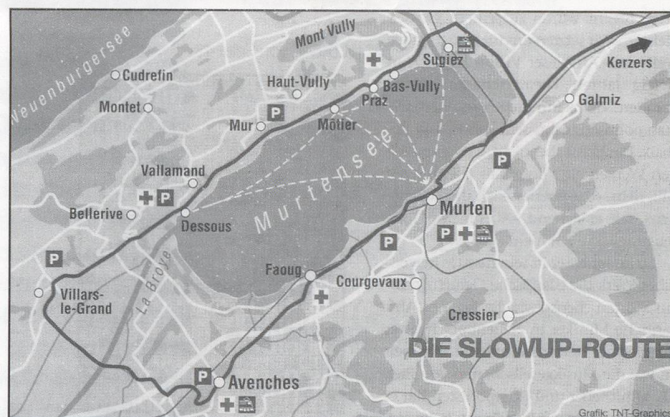 Neuenburgersee
Mont Vully
Sugiez
Kerzers
Cudrefin
Haut-Vully
Bas-Vully
Praz
Galmiz
Montet
Mur
P
Môtier
Murtensee
P
Vallamand
P
Bellerive
Dessous
Murten
P
P
P
Villars-
le-Grand
La Broye
Faoug
Courgevaux
Cressier
DIE SLOWUP-ROUTE
P
Avenches
Grafik: TNT-Graphics